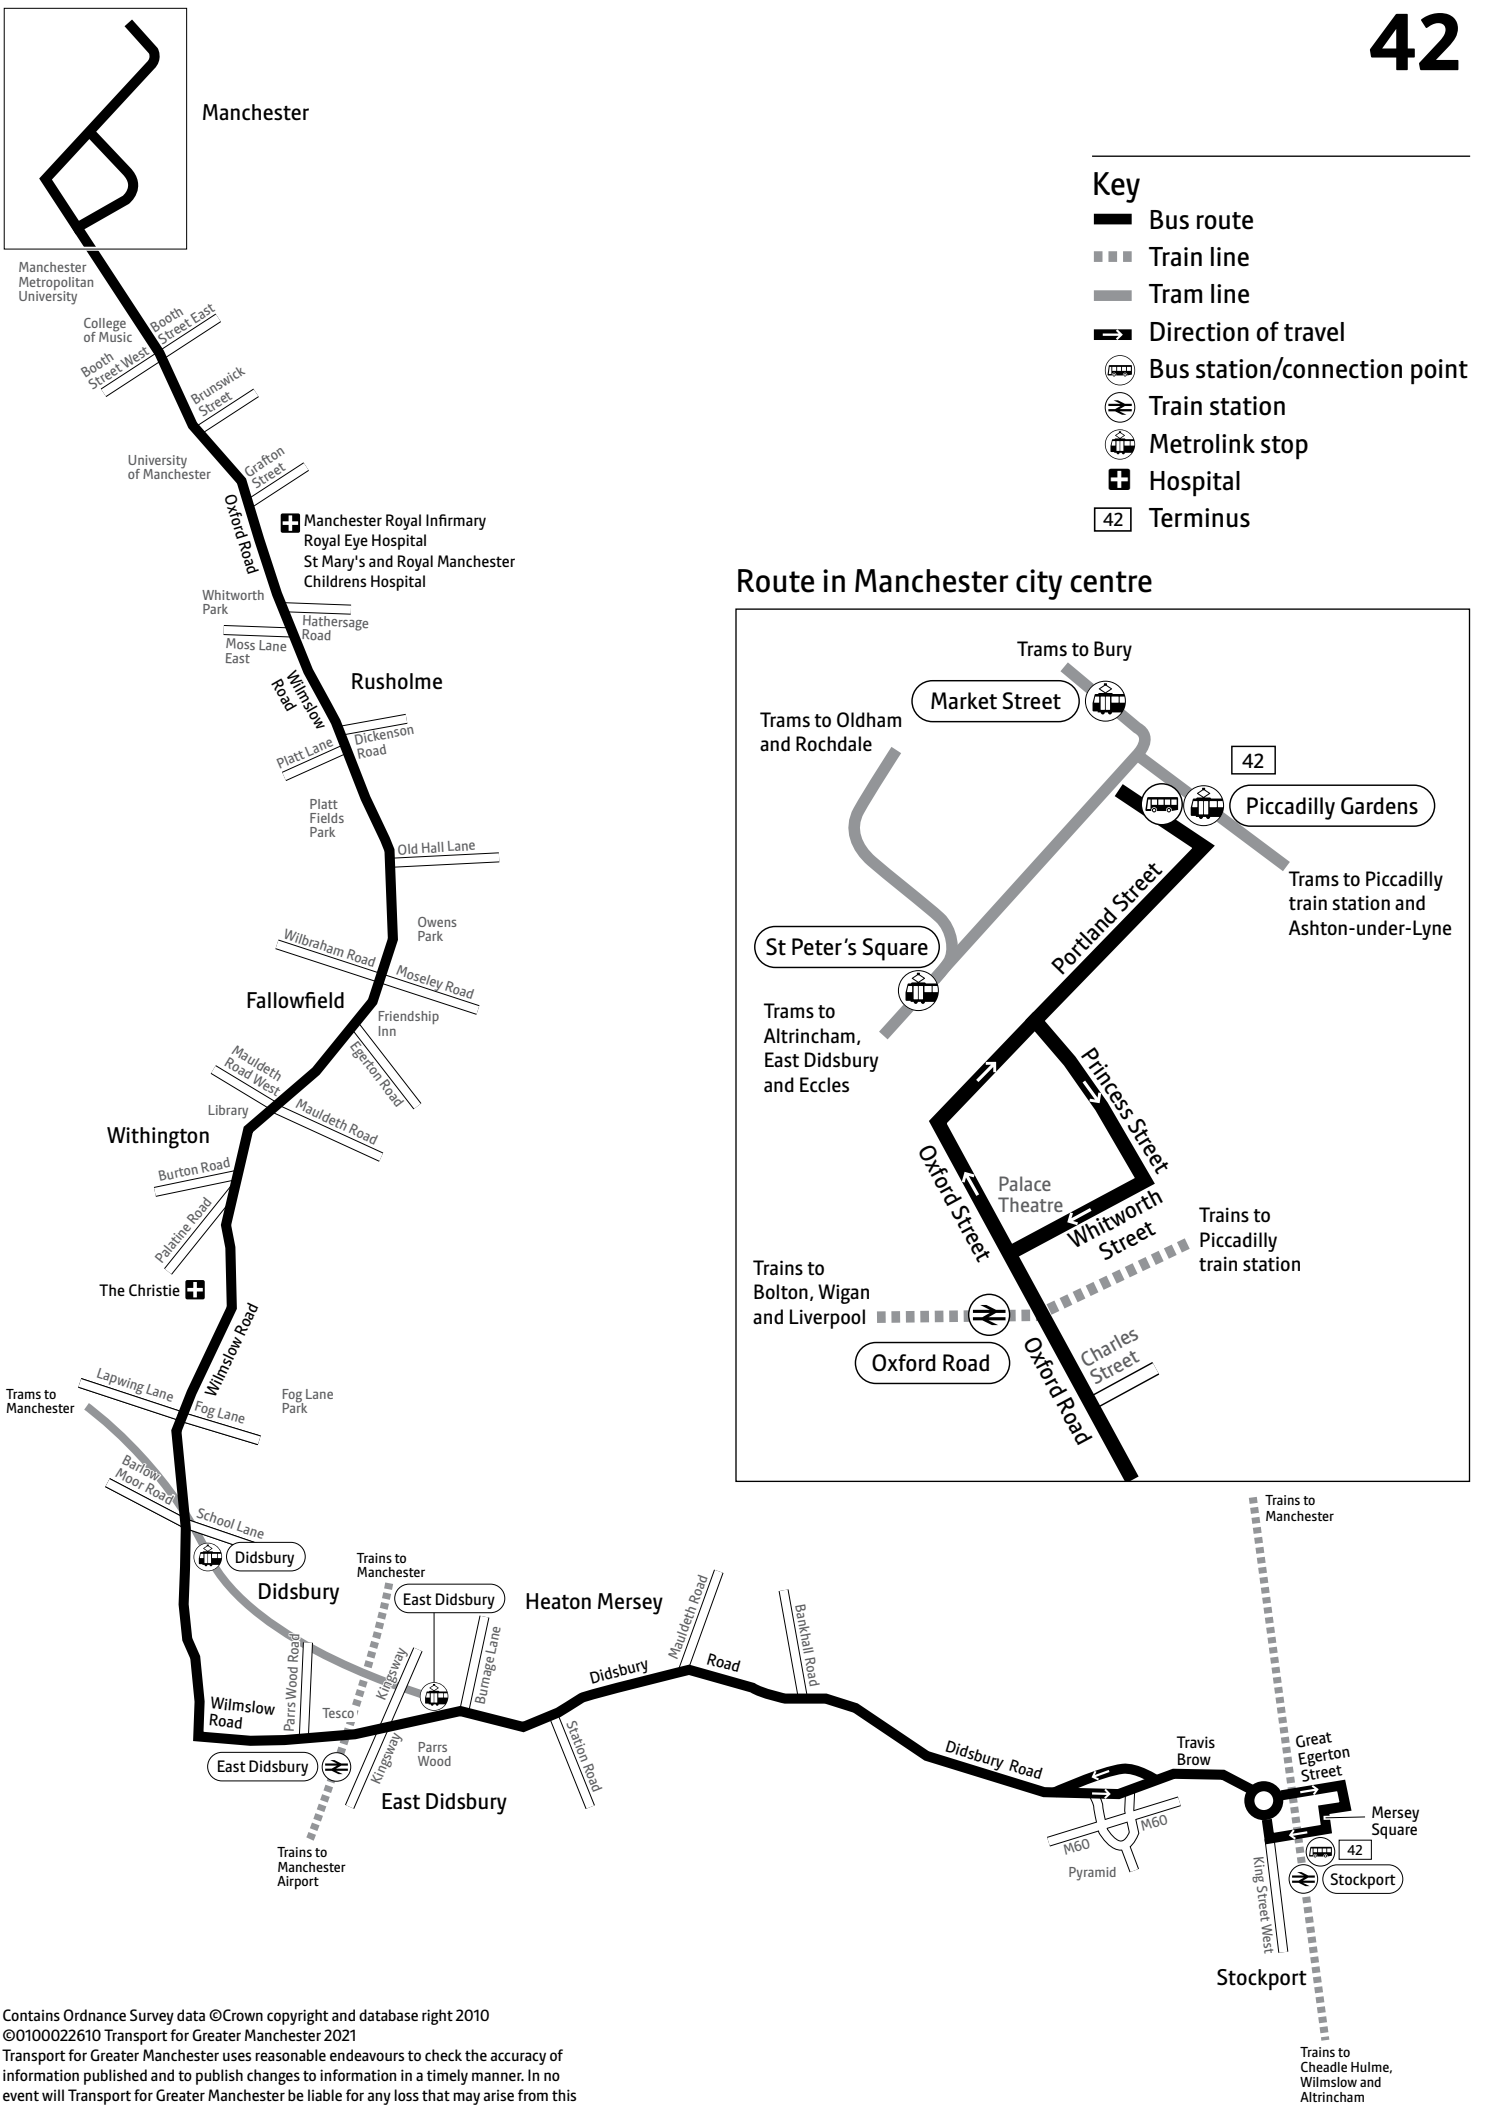 42
Manchester
Key
Bus route
Train line
Tram line
Direction of travel
Bus station/connection point
Train station
Metrolink stop
Hospital
42
Terminus
Manchester
Metropolitan
University
College
of Music
Booth
Street East
Booth
Street West
Brunswick
Street
University
of Manchester
Grafton
Street
Oxford Road
Manchester Royal Infirmary
Royal Eye Hospital
St Mary's and Royal Manchester
Childrens Hospital
Whitworth
Park
Hathersage
Road
Moss Lane
East
Wilmslow
Road
Rusholme
Dickenson
Road
Platt Lane
Platt
Fields
Park
Old Hall Lane
Owens
Park
Wilbraham Road
Moseley Road
Fallowfield
Friendship
Inn
Egerton Road
Mauldeth
Road West
Library
Mauldeth Road
Withington
Burton Road
Palatine Road
The Christie
Wilmslow Road
Lapwing Lane
Fog Lane
Fog Lane
Park
Trams to
Manchester
Barlow
Moor Road
School Lane
Didsbury
Didsbury
Trains to
Manchester
East Didsbury
Heaton Mersey
Mauldeth Road
Bankhall Road
Burnage Lane
Kingsway
Parrs Wood Road
Didsbury
Road
Wilmslow
Road
Tesco
East Didsbury
Kingsway
Parrs
Wood
Station Road
East Didsbury
Trains to
Manchester
Airport
Didsbury Road
Travis
Brow
M60
M60
Pyramid
Trains to
Manchester
Great
Egerton
Street
Mersey
Square
42
Stockport
King Street West
Stockport
Trains to
Cheadle Hulme,
Wilmslow and
Altrincham
Route in Manchester city centre
Trams to Bury
Market Street
Trams to Oldham
and Rochdale
42
Piccadilly Gardens
Trams to Piccadilly
train station and
Ashton-under-Lyne
Portland Street
St Peter's Square
Trams to
Altrincham,
East Didsbury
and Eccles
Princess Street
Oxford Street
Palace
Theatre
Whitworth
Street
Trains to
Piccadilly
train station
Trains to
Bolton, Wigan
and Liverpool
Oxford Road
Oxford Road
Charles
Street
Contains Ordnance Survey data ©Crown copyright and database right 2010
©0100022610 Transport for Greater Manchester 2021
Transport for Greater Manchester uses reasonable endeavours to check the accuracy of
information published and to publish changes to information in a timely manner. In no
event will Transport for Greater Manchester be liable for any loss that may arise from this